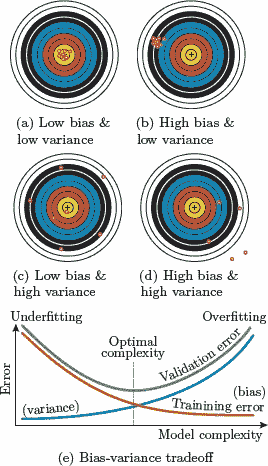 (a) Low bias & (b) High bias &
low variance low variance
(c) Low bias & (d) High bias &
high variance high variance
Underfitting Overfitting
Optimal
complexity
Validation error
(bias)
Trainining error
(variance)
Error
Model complexity
(e) Bias-variance tradeoff